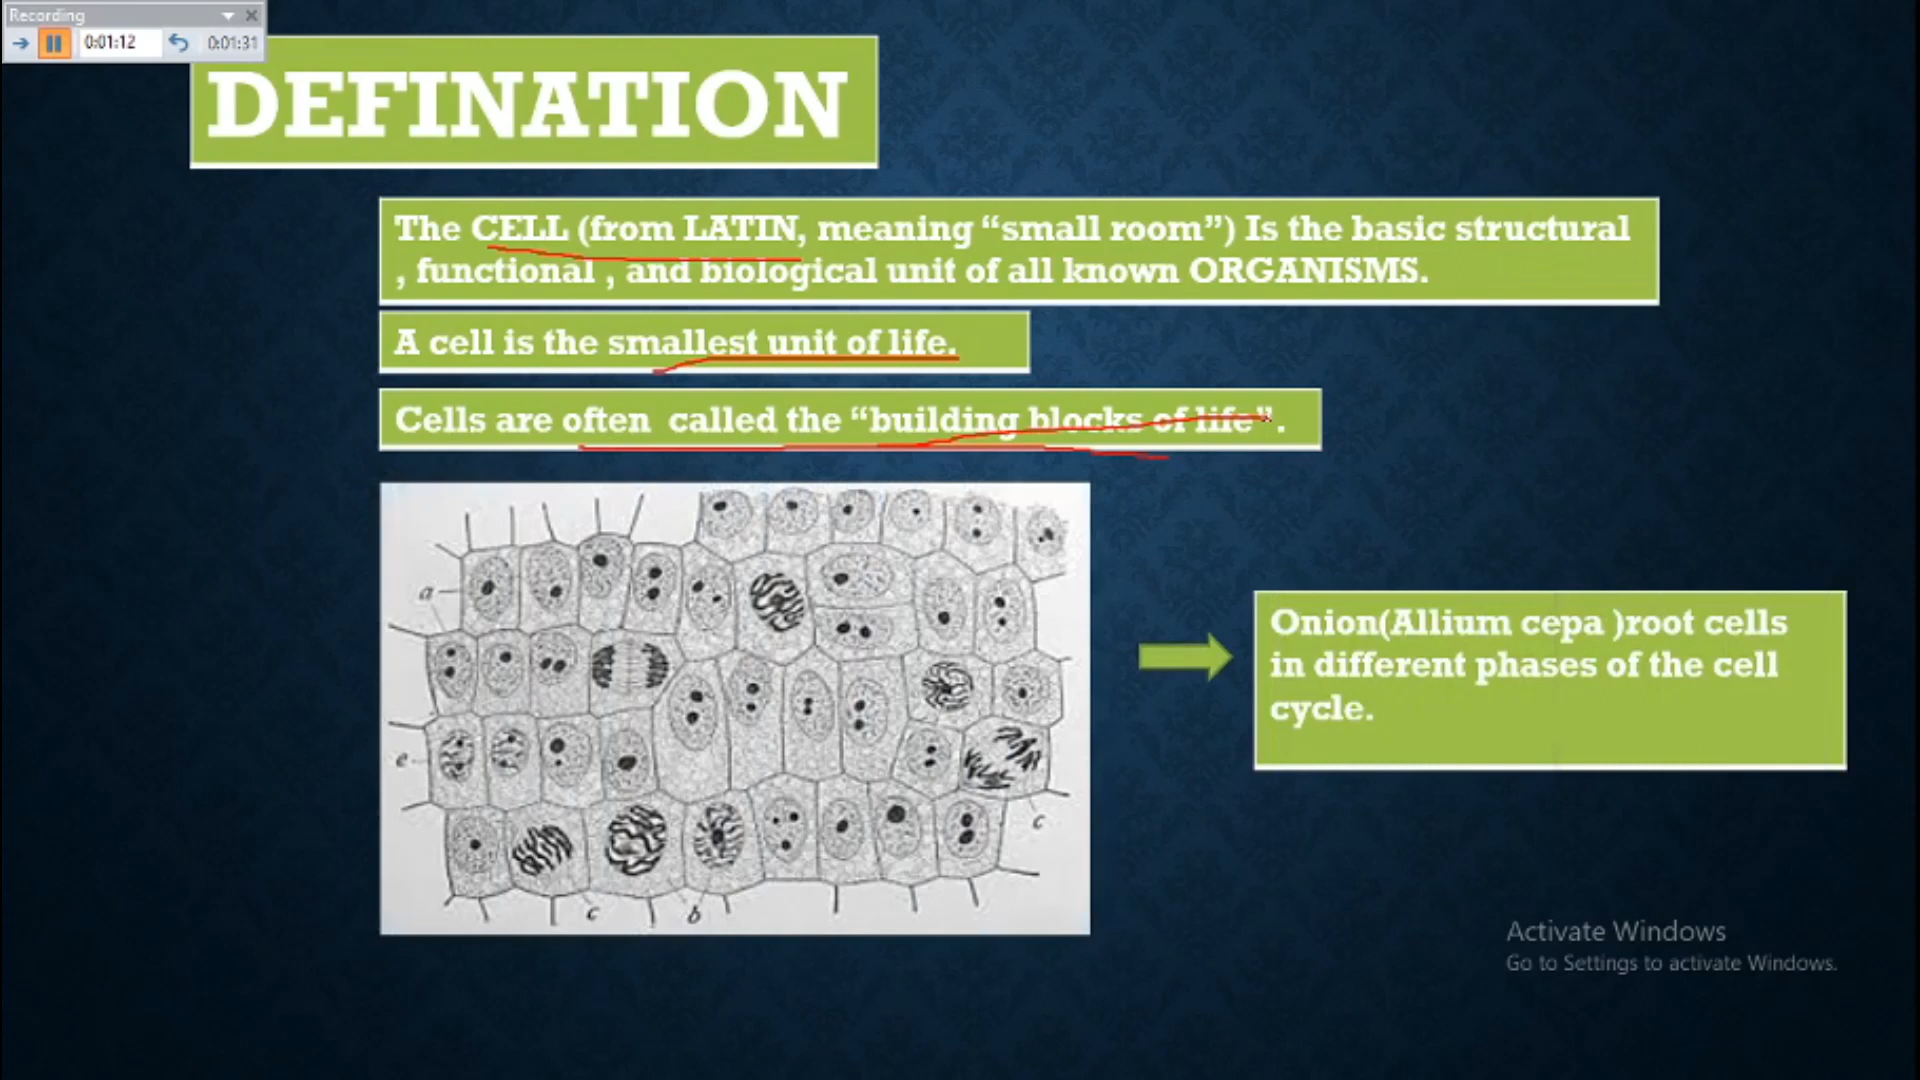 Recording
0:01:12 0:01:31
DEFINATION
The CELL (from LATIN, meaning “small room”) Is the basic structural
, functional , and biological unit of all known ORGANISMS.
A cell is the smallest unit of life.
Cells are often called the “building blocks of life” .
a
e
c
c
b
Onion(Allium cepa )root cells
in different phases of the cell
cycle.
Activate Windows
Go to Settings to activate Windows.